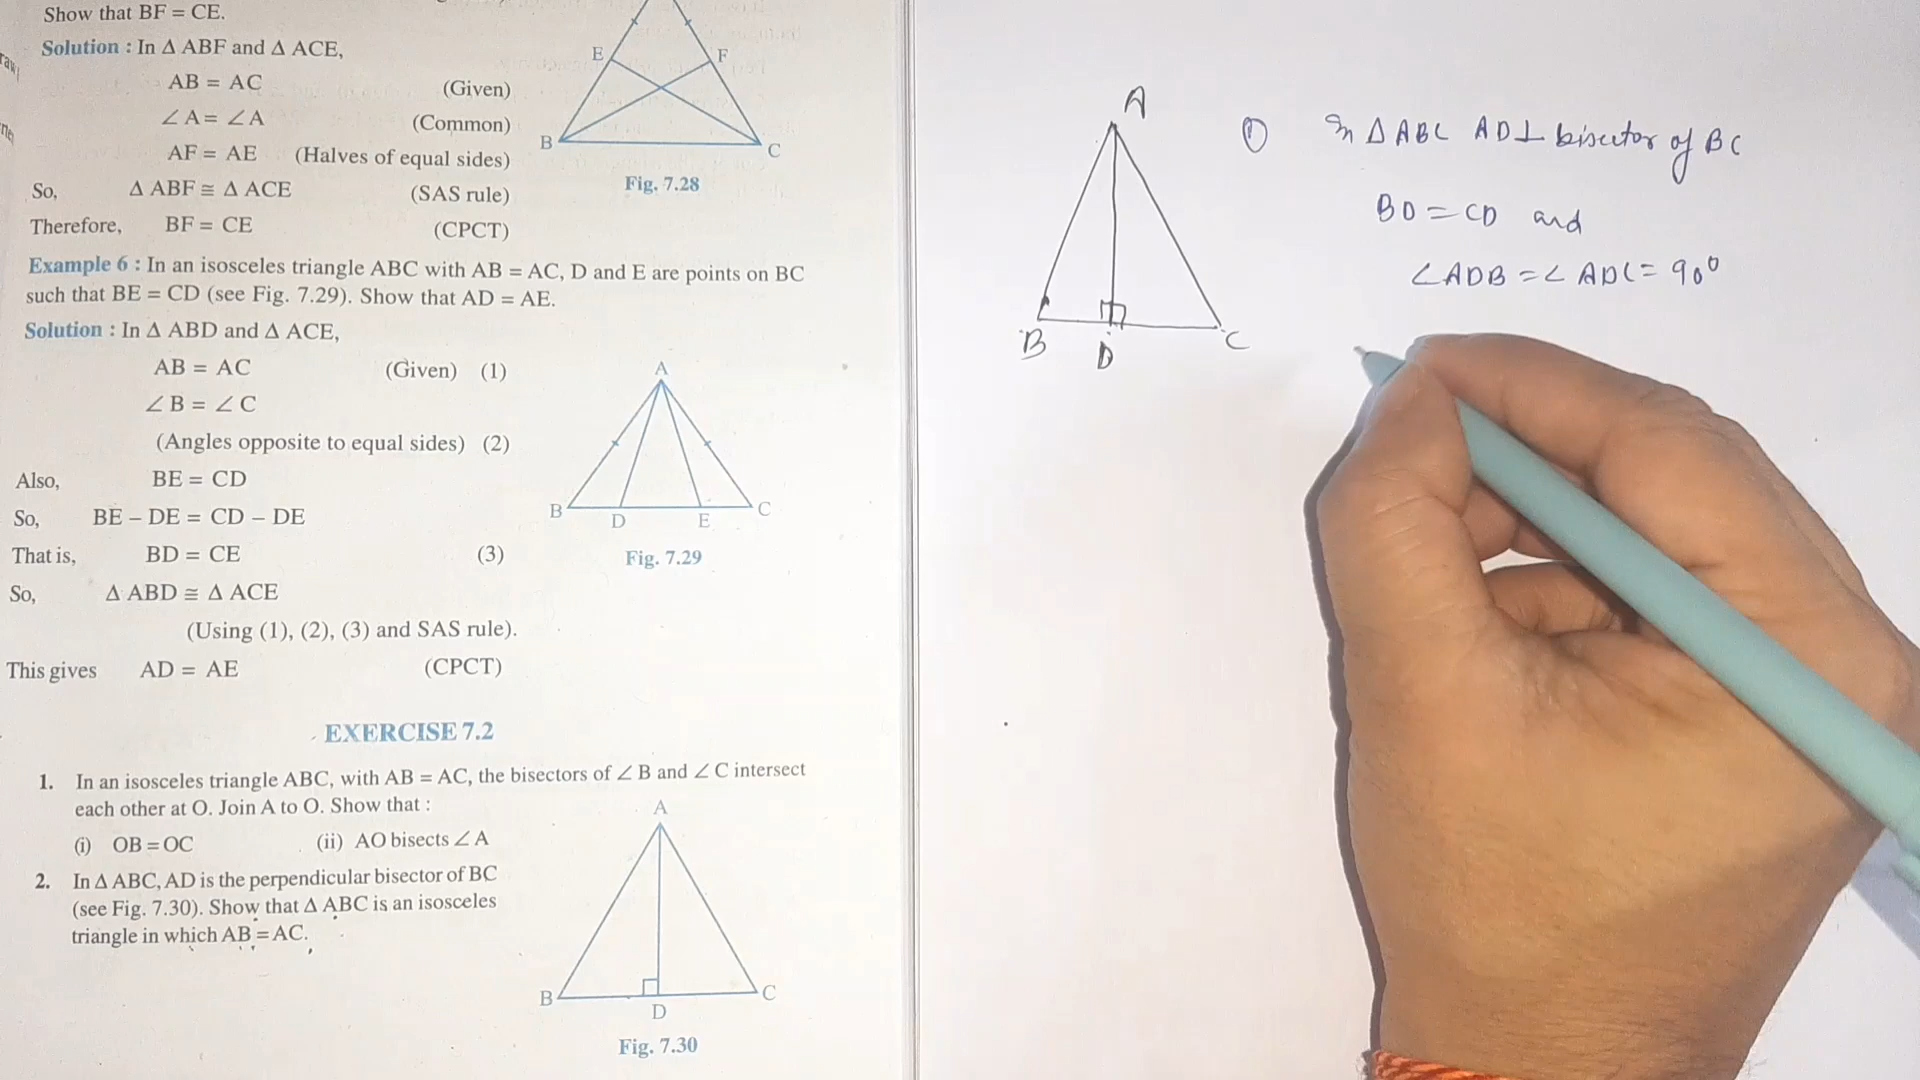 Show that BF = CE.
Solution : In Δ ABF and Δ ACE,
AB = AC (Given)
∠ A = ∠ A (Common)
AF = AE (Halves of equal sides)
So, Δ ABF ≅ Δ ACE (SAS rule)
Therefore, BF = CE (CPCT)
E
F
B
C
Fig. 7.28
Example 6 : In an isosceles triangle ABC with AB = AC, D and E are points on BC
such that BE = CD (see Fig. 7.29). Show that AD = AE.
Solution : In Δ ABD and Δ ACE,
AB = AC (Given) (1)
∠ B = ∠ C
(Angles opposite to equal sides) (2)
Also, BE = CD
So, BE – DE = CD – DE
That is, BD = CE (3)
So, Δ ABD ≅ Δ ACE
(Using (1), (2), (3) and SAS rule).
This gives AD = AE (CPCT)
A
B
D
E
C
Fig. 7.29
EXERCISE 7.2
1. In an isosceles triangle ABC, with AB = AC, the bisectors of ∠ B and ∠ C intersect
each other at O. Join A to O. Show that :
(i) OB = OC (ii) AO bisects ∠ A
2. In Δ ABC, AD is the perpendicular bisector of BC
(see Fig. 7.30). Show that Δ ABC is an isosceles
triangle in which AB = AC.
A
B
D
C
Fig. 7.30
A
B
D
C
① In Δ ABC AD ⊥ bisector of BC
BD = CD and
∠ ADB = ∠ ADC = 90°